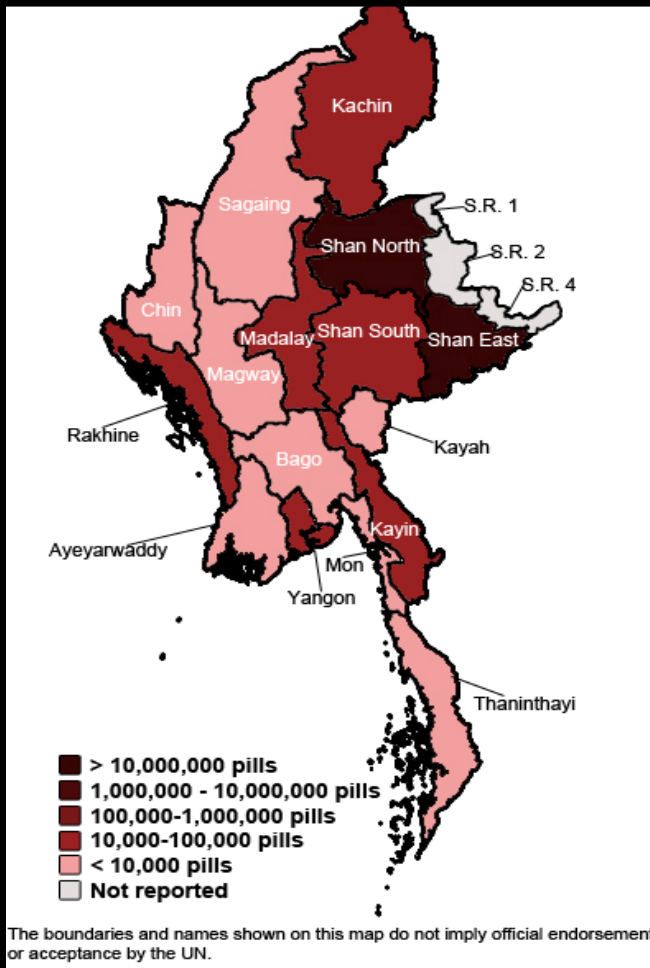 Kachin
S.R. 1
Sagaing
Shan North
S.R. 2
S.R. 4
Chin
Madalay
Shan South
Shan East
Magway
Rakhine
Kayah
Bago
Kayin
Ayeyarwaddy
Mon
Yangon
Thaninthayi
> 10,000,000 pills
1,000,000 - 10,000,000 pills
100,000-1,000,000 pills
10,000-100,000 pills
< 10,000 pills
Not reported
The boundaries and names shown on this map do not imply official endorsement
or acceptance by the UN.